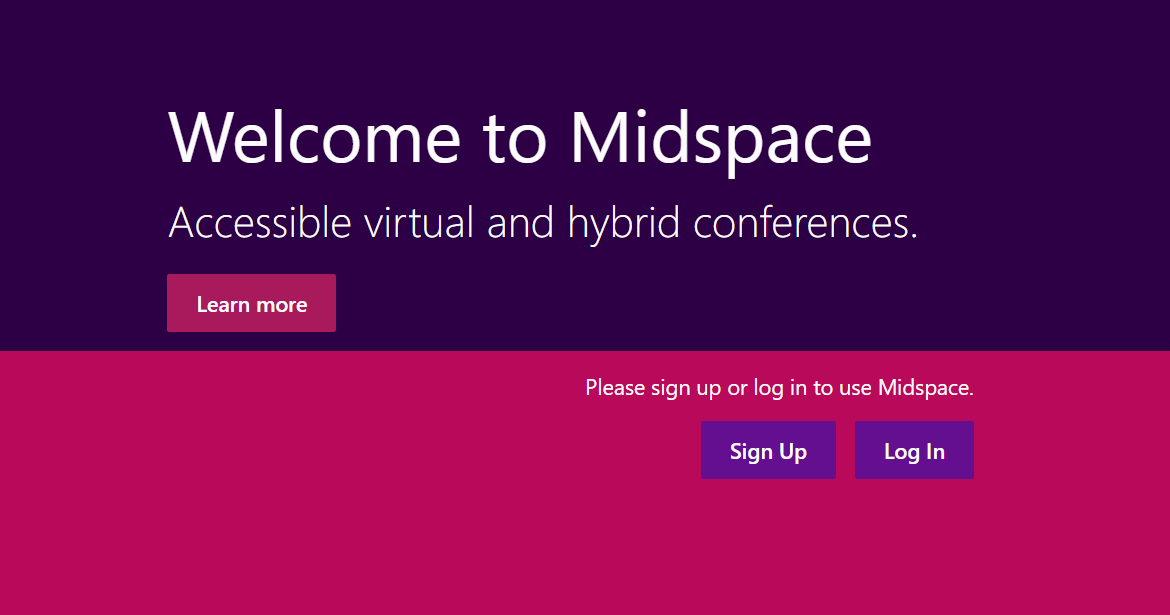 Welcome to Midspace
Accessible virtual and hybrid conferences.
Learn more
Please sign up or log in to use Midspace.
Sign Up Log In